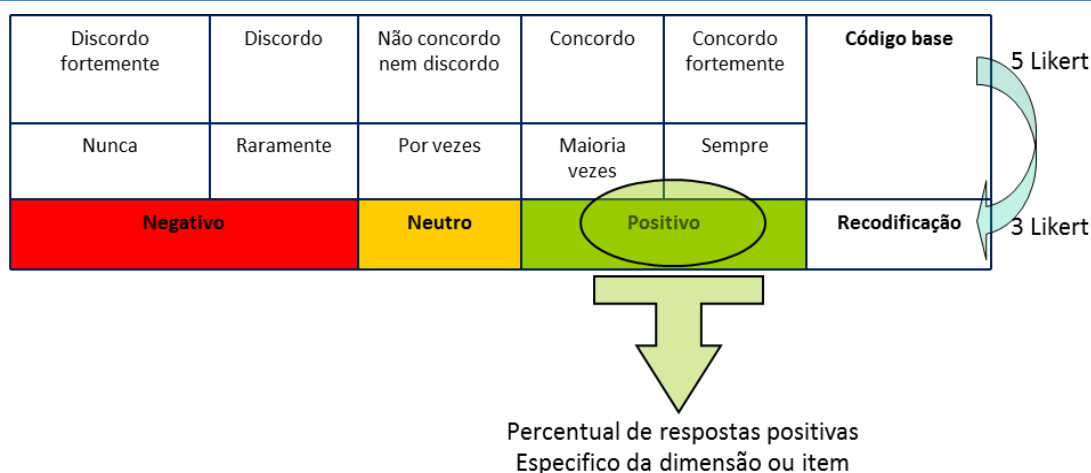 Discordo
fortemente
Discordo
Não concordo
nem discordo
Concordo
Concordo
fortemente
Código base
5 Likert
Nunca
Raramente
Por vezes
Maioria
vezes
Sempre
Negativo
Neutro
Positivo
Recodificação
3 Likert
Percentual de respostas positivas
Especifico da dimensão ou item